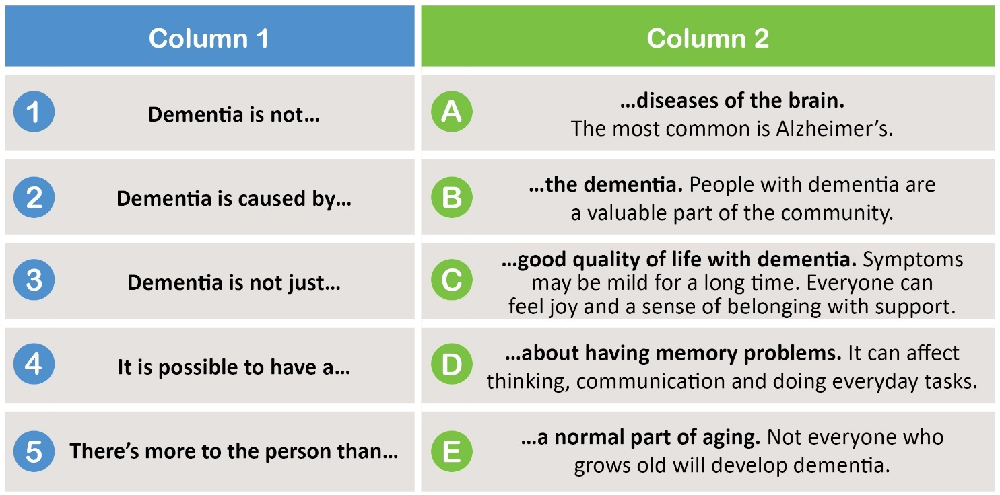 Column 1
Column 2
1
Dementia is not...
A
...diseases of the brain.
The most common is Alzheimer’s.
2
Dementia is caused by...
B
...the dementia. People with dementia are
a valuable part of the community.
3
Dementia is not just...
C
...good quality of life with dementia. Symptoms
may be mild for a long time. Everyone can
feel joy and a sense of belonging with support.
4
It is possible to have a...
D
...about having memory problems. It can affect
thinking, communication and doing everyday tasks.
5
There’s more to the person than...
E
...a normal part of aging. Not everyone who
grows old will develop dementia.